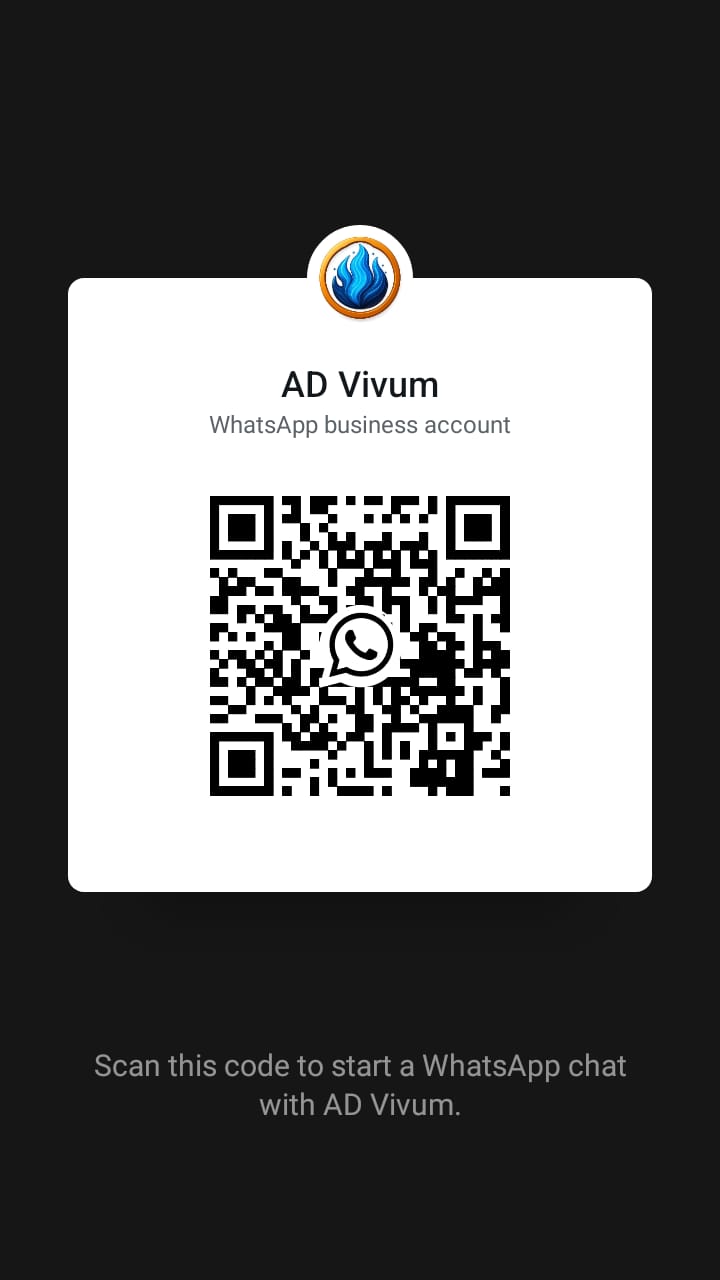 AD Vivum
WhatsApp business account
Scan this code to start a WhatsApp chat
with AD Vivum.